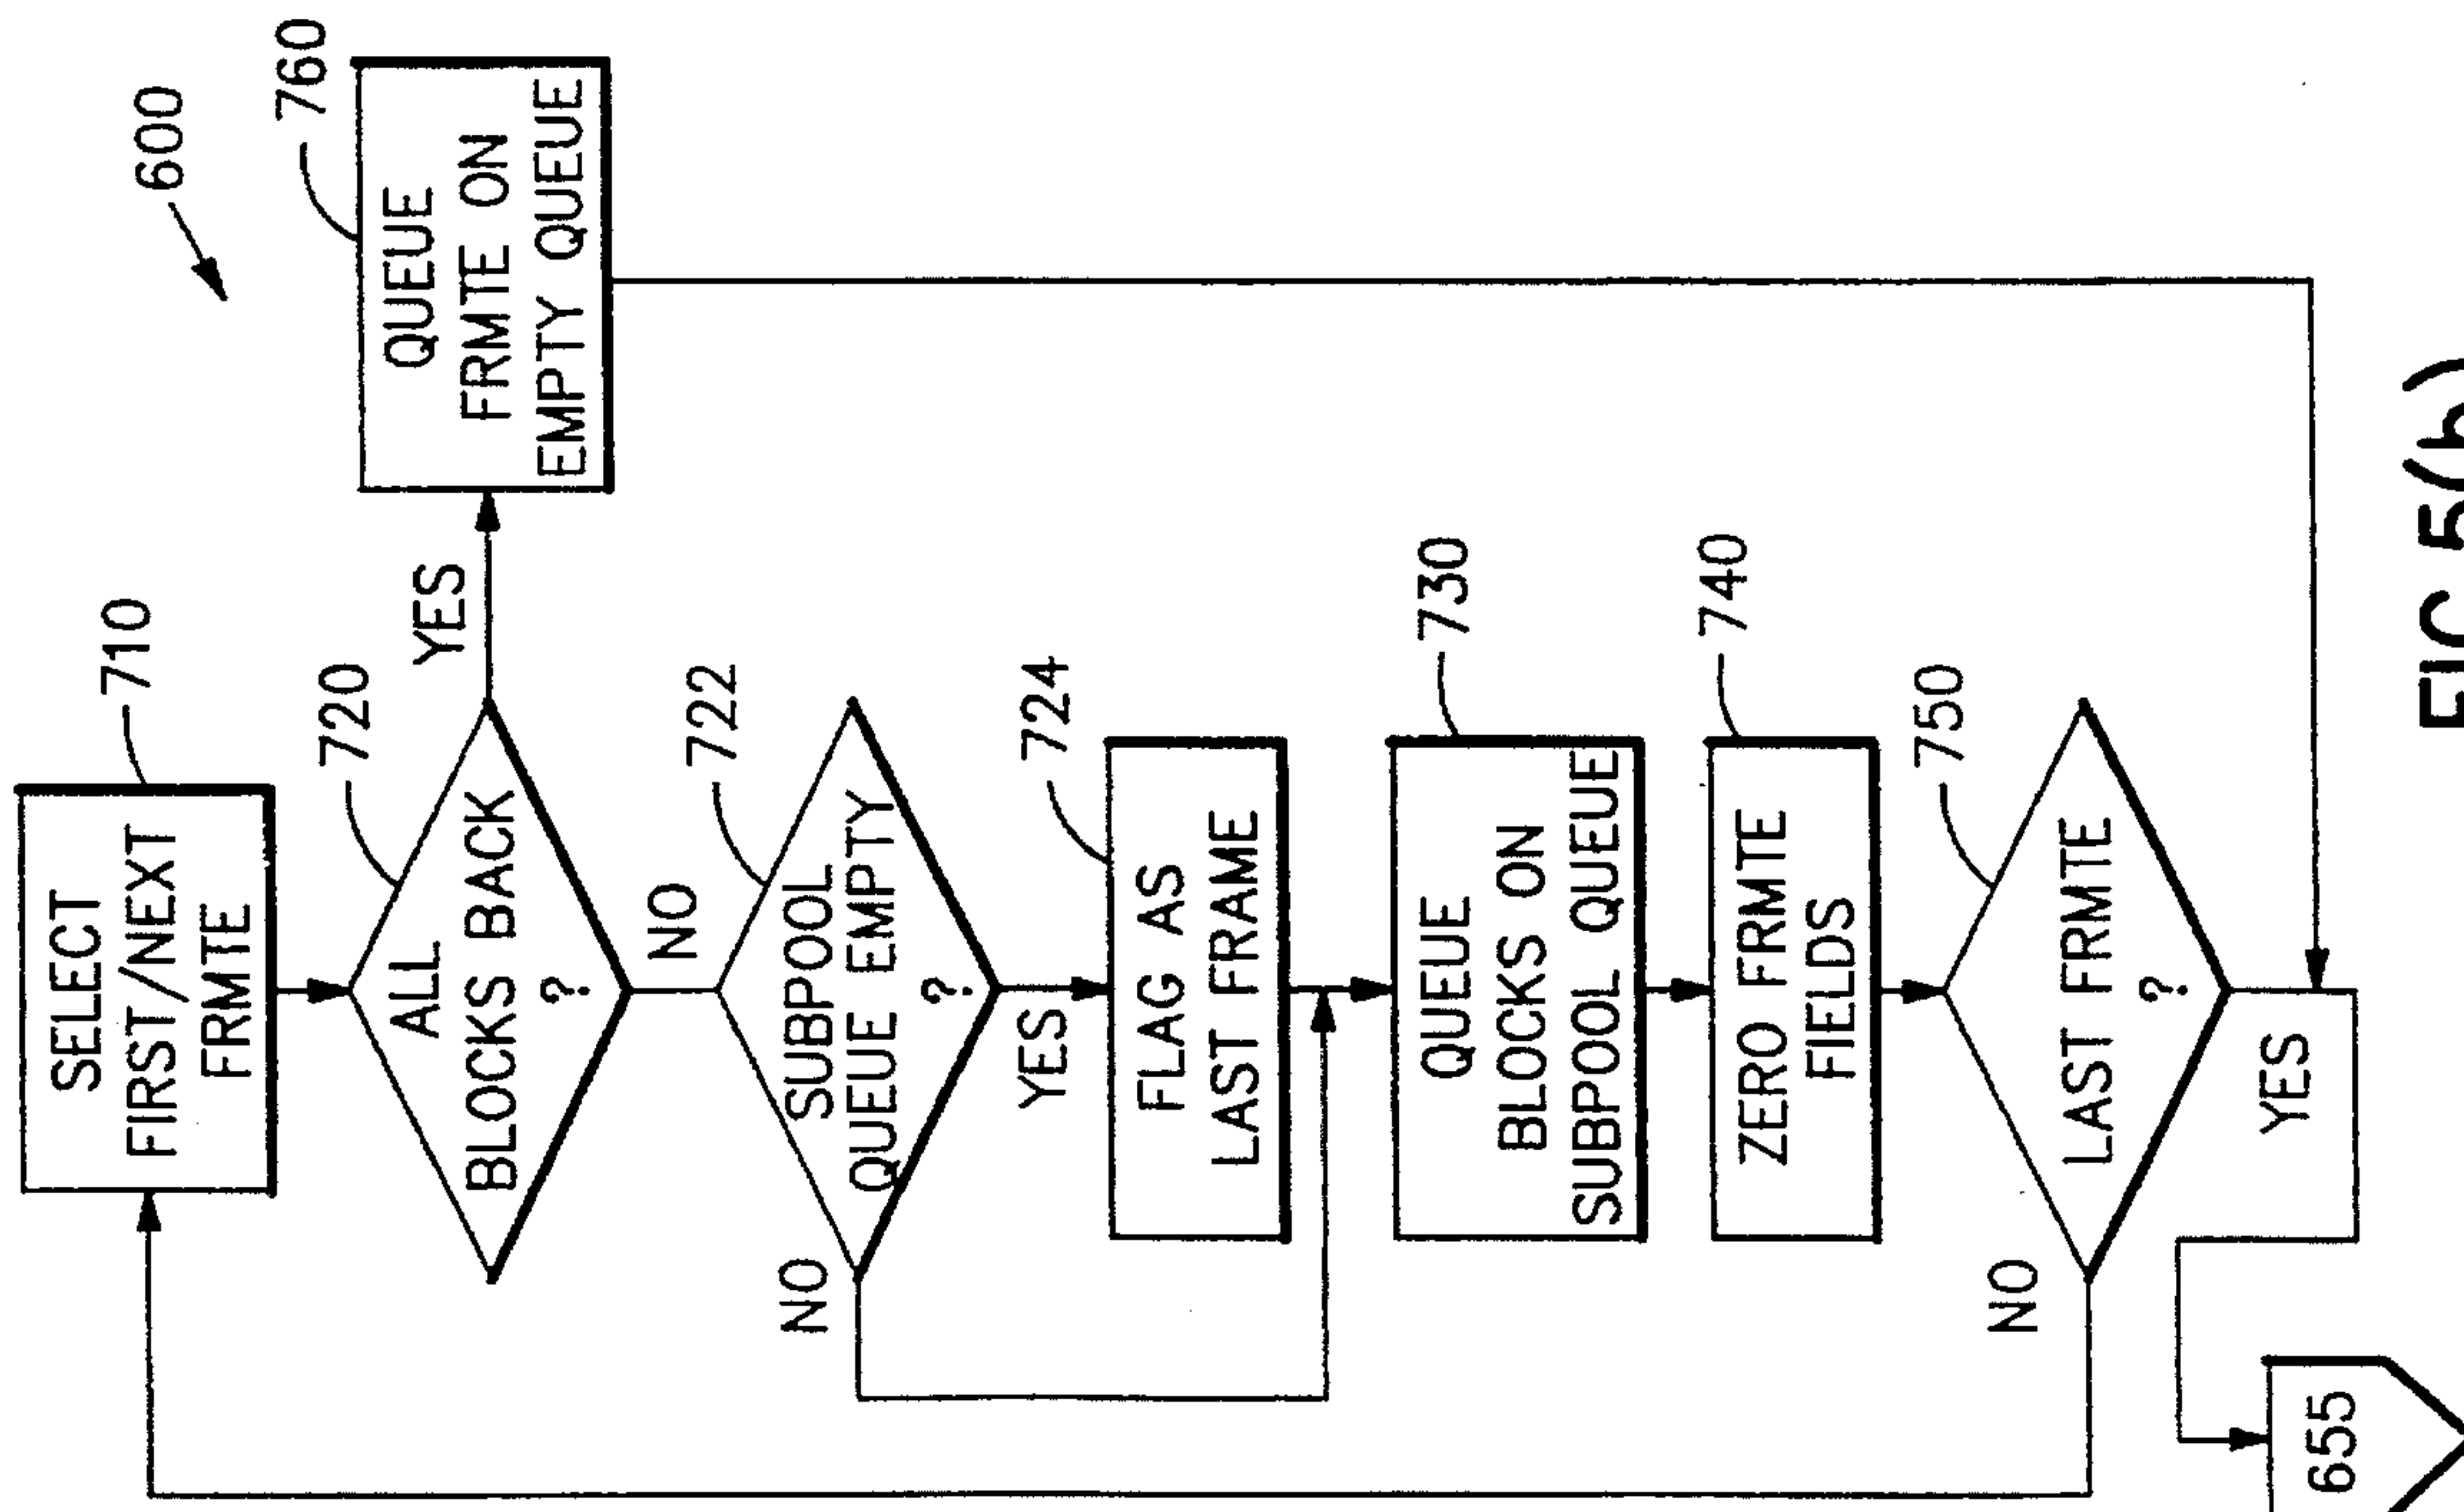 600
SELECT
FIRST/NEXT
FRMTE
710
ALL
BLOCKS BACK
?
720
YES
QUEUE
FRMTE ON
EMPTY QUEUE
760
NO
SUBPOOL
QUEUE EMPTY
?
722
NO
YES
FLAG AS
LAST FRAME
724
QUEUE
BLOCKS ON
SUBPOOL QUEUE
730
ZERO FRMTE
FIELDS
740
LAST FRMTE
?
750
NO
YES
655
FIG.5(b)